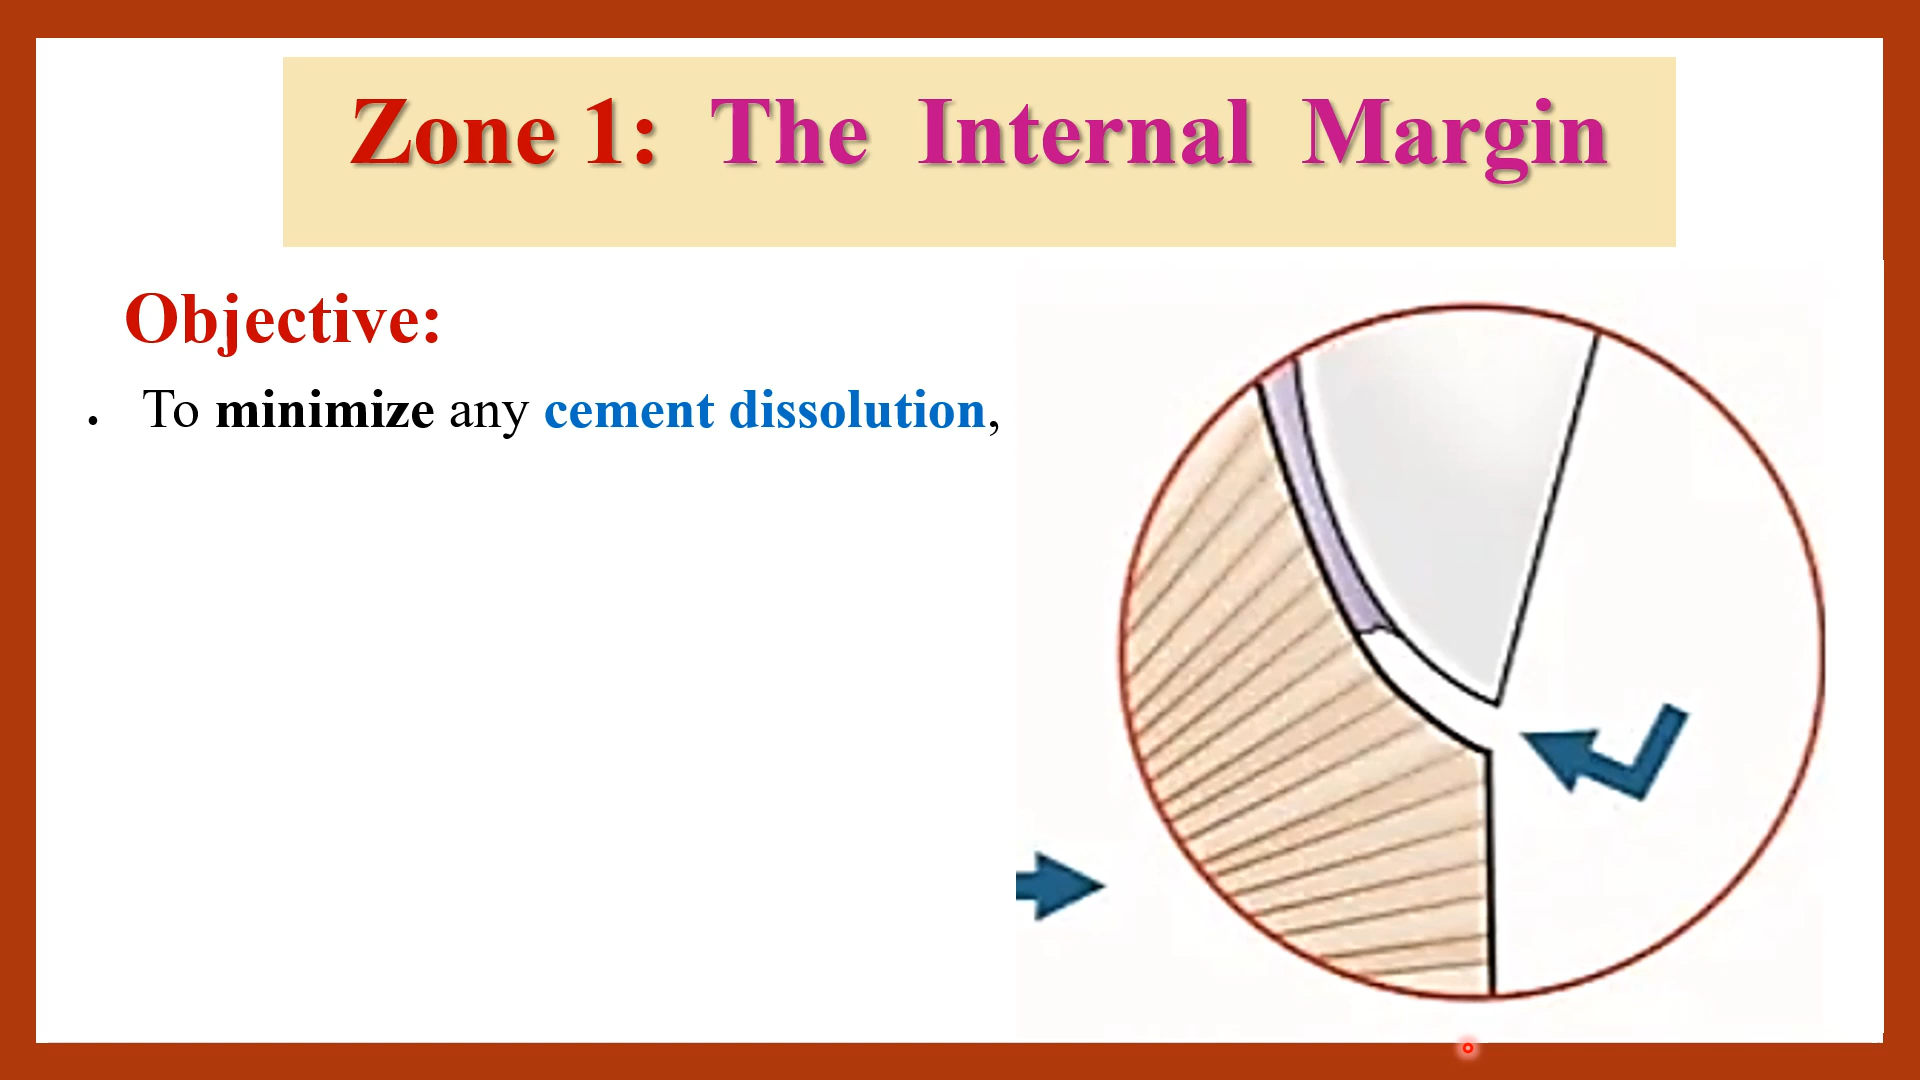 Zone 1: The Internal Margin
Objective:
• To minimize any cement dissolution,